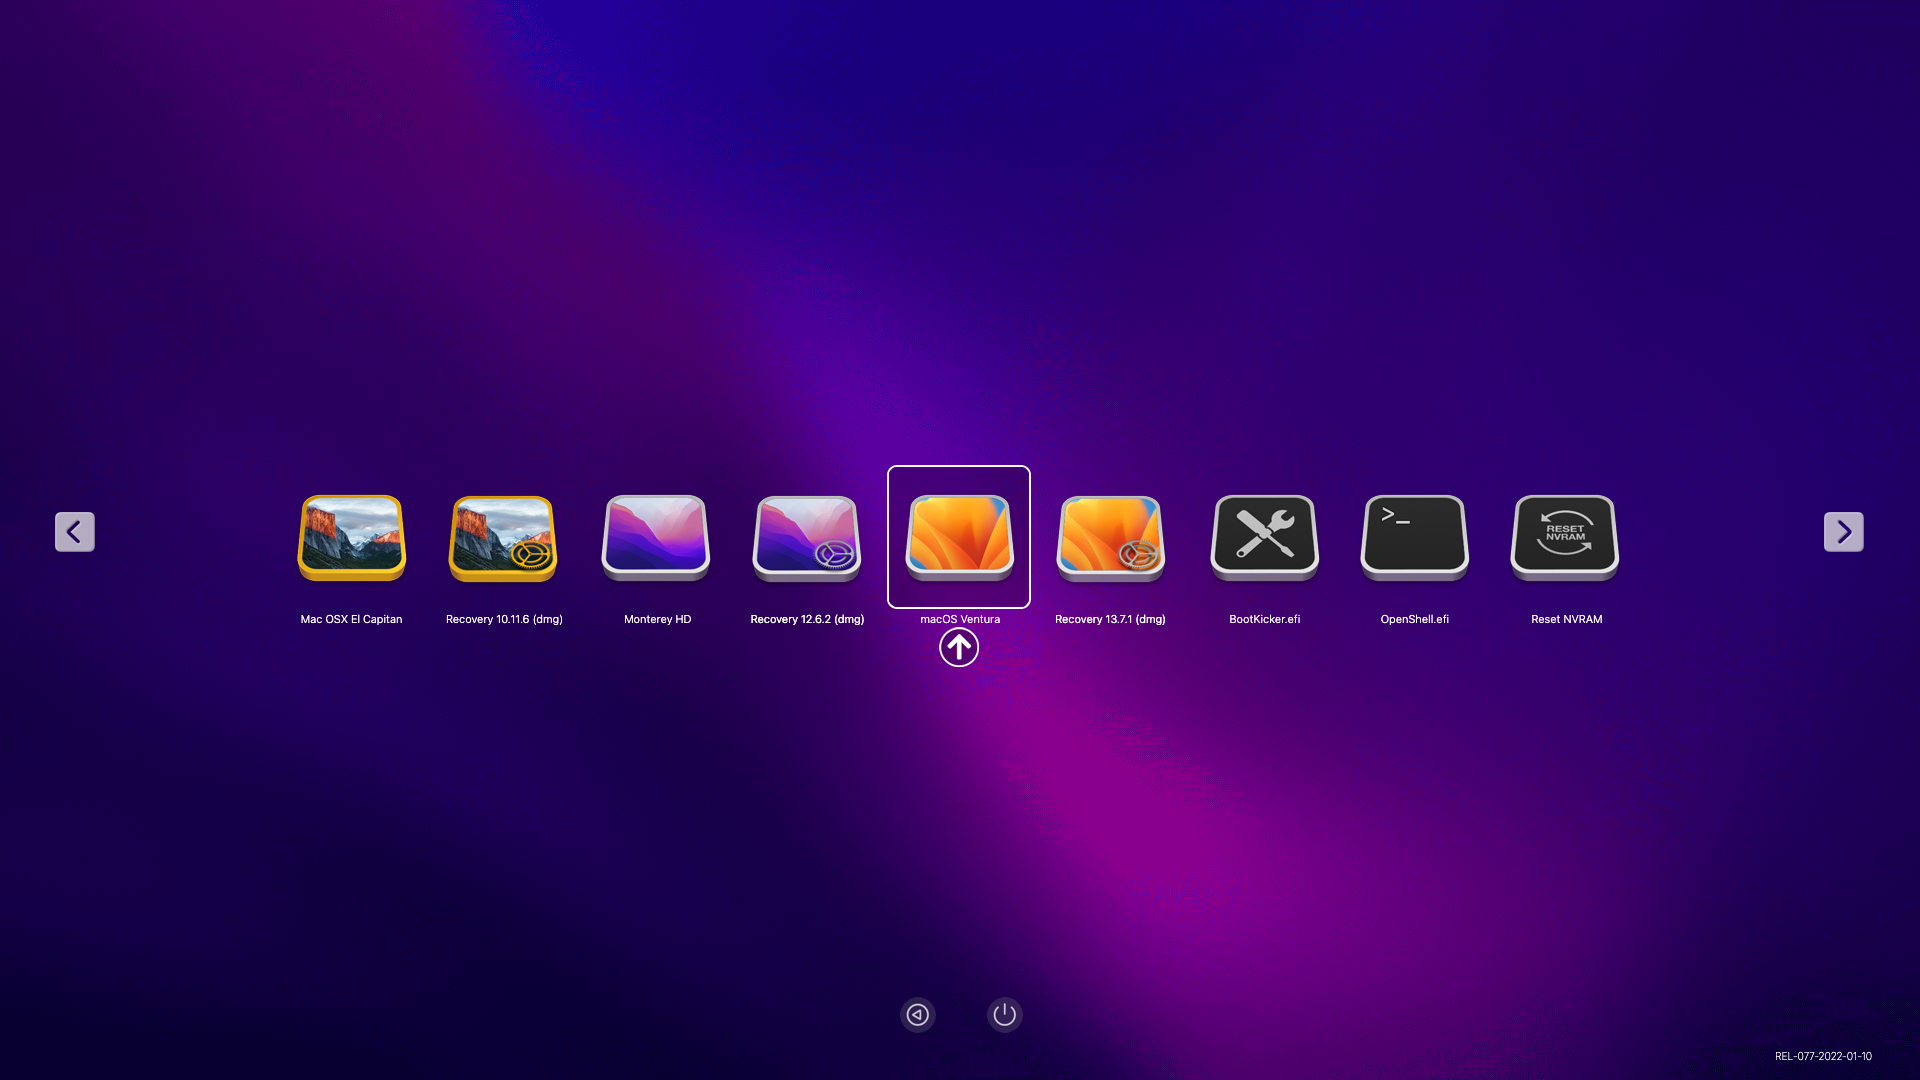 >_
RESET
NVRAM
Mac OSX El Capitan
Recovery 10.11.6 (dmg)
Monterey HD
Recovery 12.6.2 (dmg)
macOS Ventura
Recovery 13.7.1 (dmg)
BootKicker.efi
OpenShell.efi
Reset NVRAM
REL-077-2022-01-10